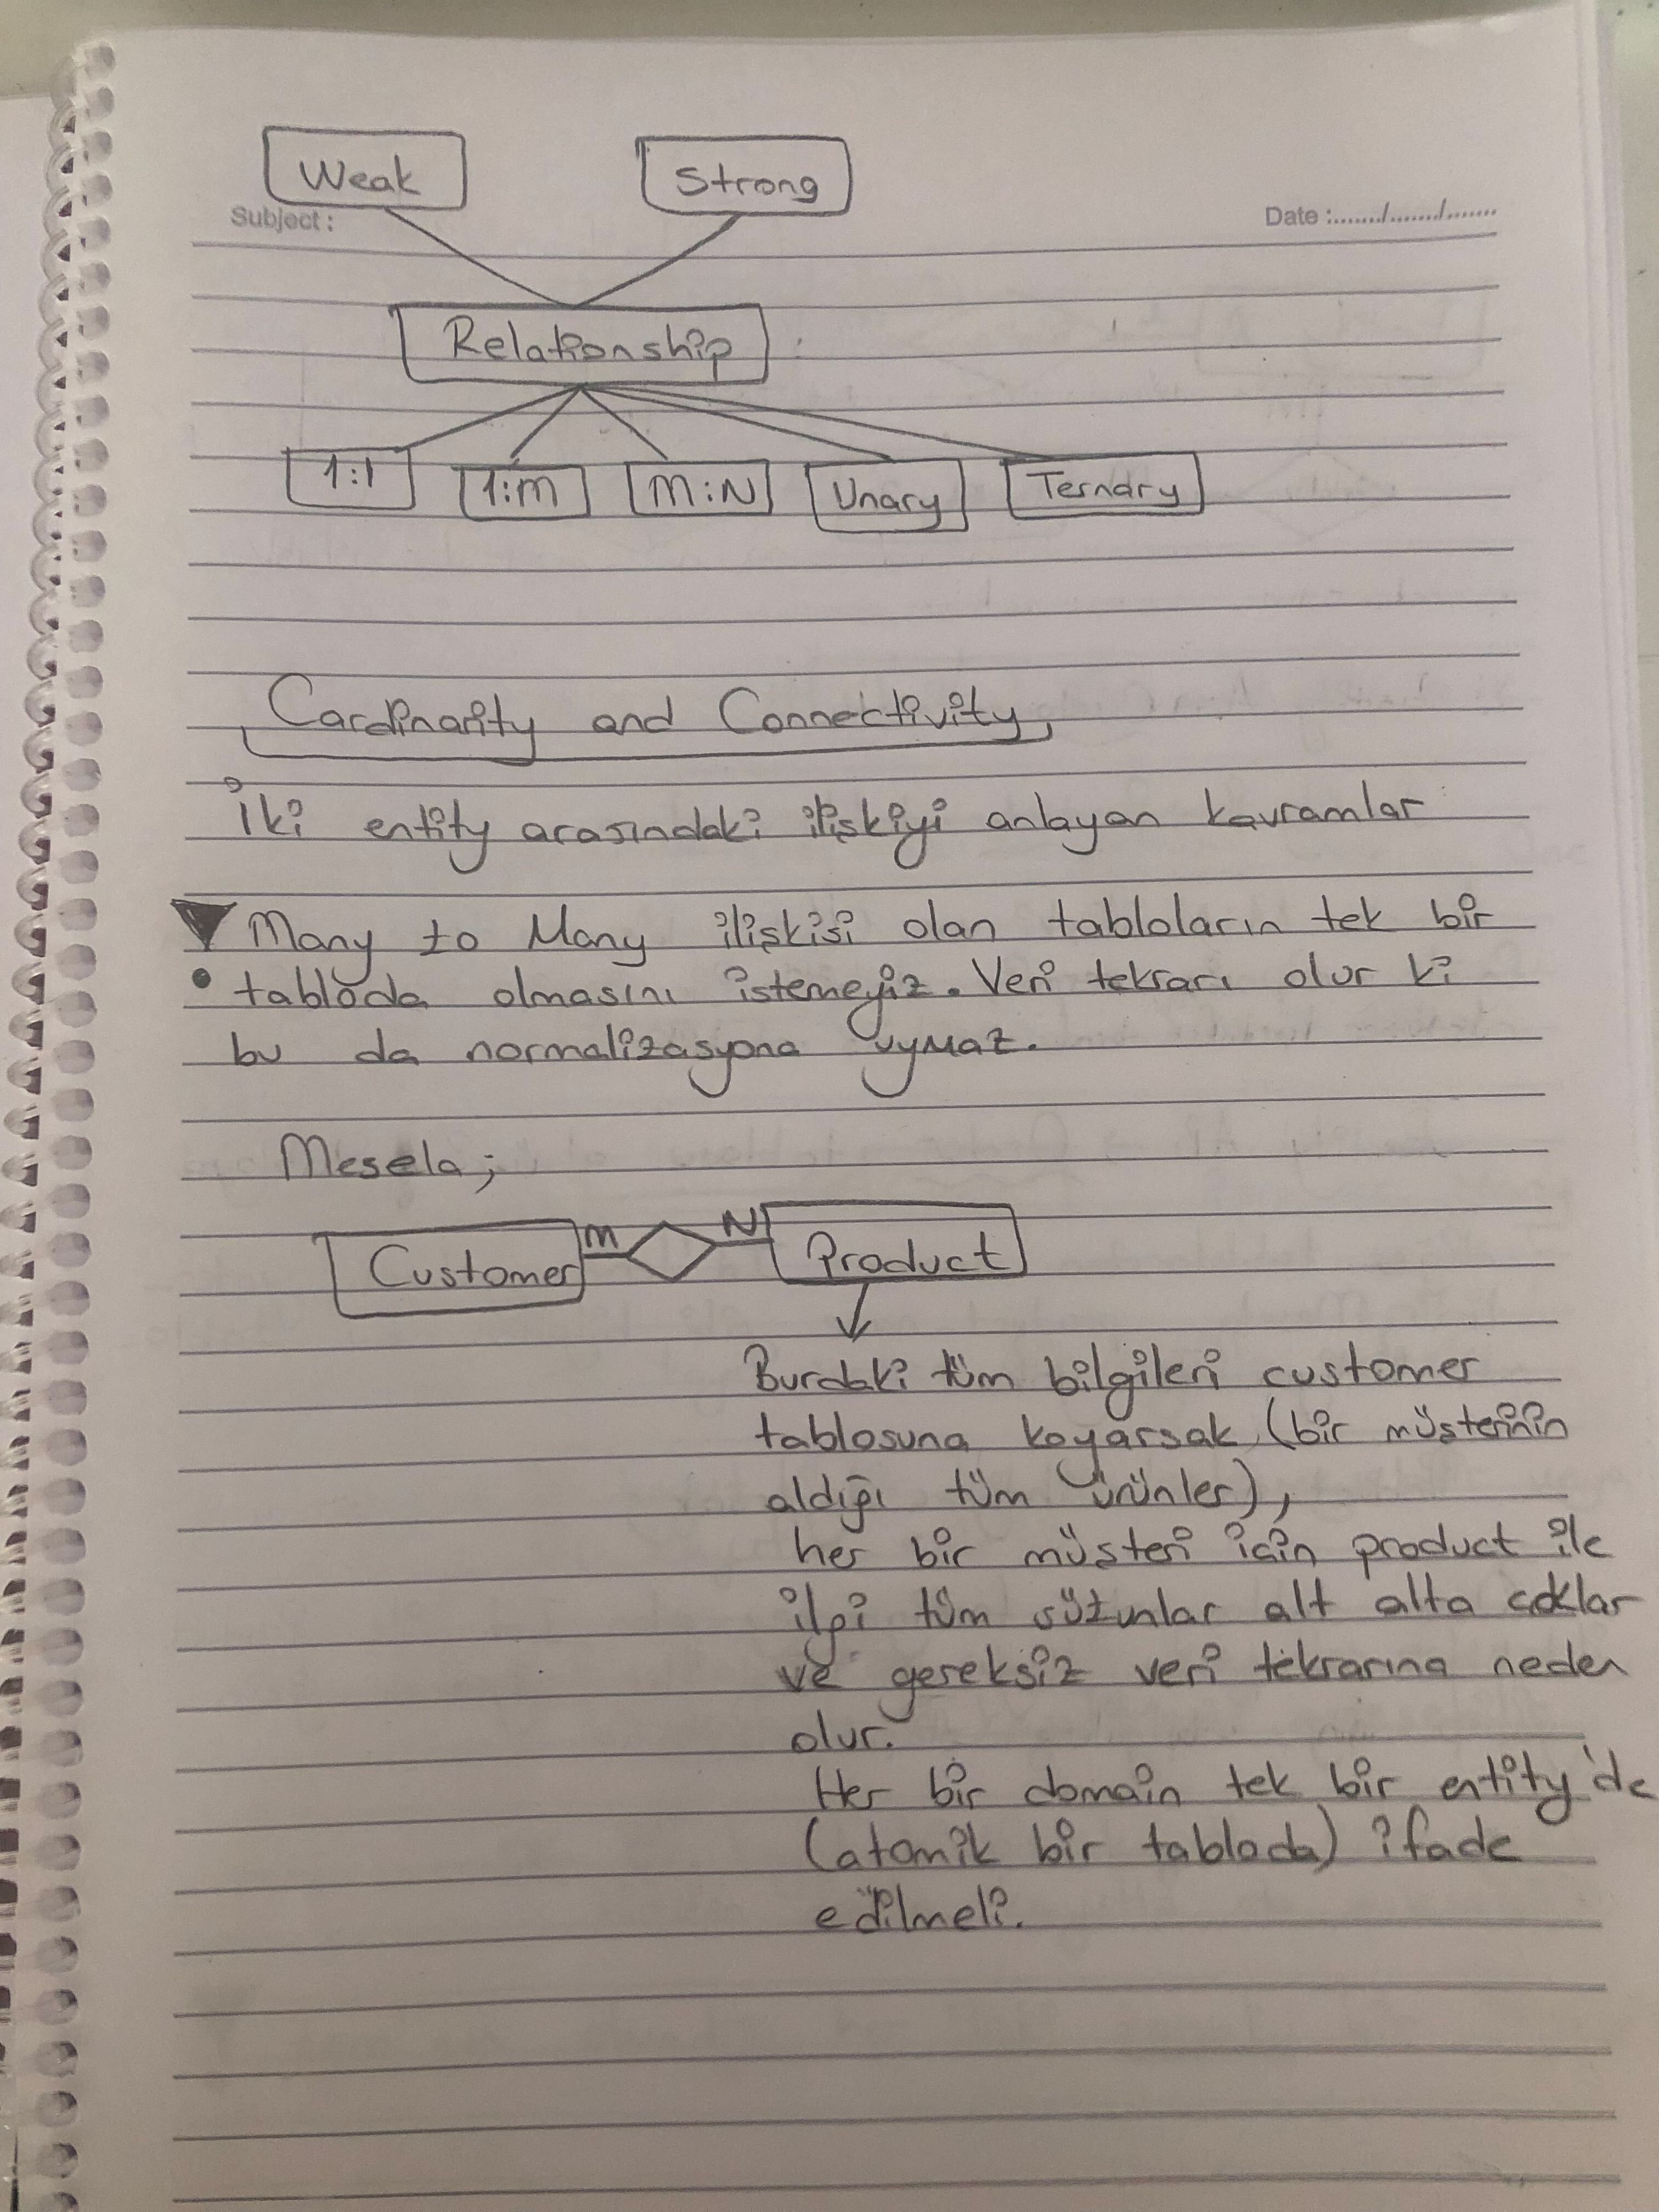 Weak
Strong
Subject :
Date :......./......./.......
Relationship :
1:1
1:M
M:N
Unary
Ternary
Cardinarity and Connectivity
İki entity arasındaki ilişkiyi anlayan kavramlar
Many to Many ilişkisi olan tabloların tek bir
tabloda olmasını istemeyiz. Veri tekrarı olur ki
bu da normalizasyona uymaz.
Mesela;
Customer
M
N
Product
Burdaki tüm bilgileri customer
tablosuna koyarsak (bir müşterinin
aldığı tüm ürünler),
her bir müşteri için product ile
ilgi tüm sütunlar alt alta çoklar
ve gereksiz veri tekrarına neden
olur.
Her bir domain tek bir entity'de
(atomik bir tabloda) ifade
edilmeli.